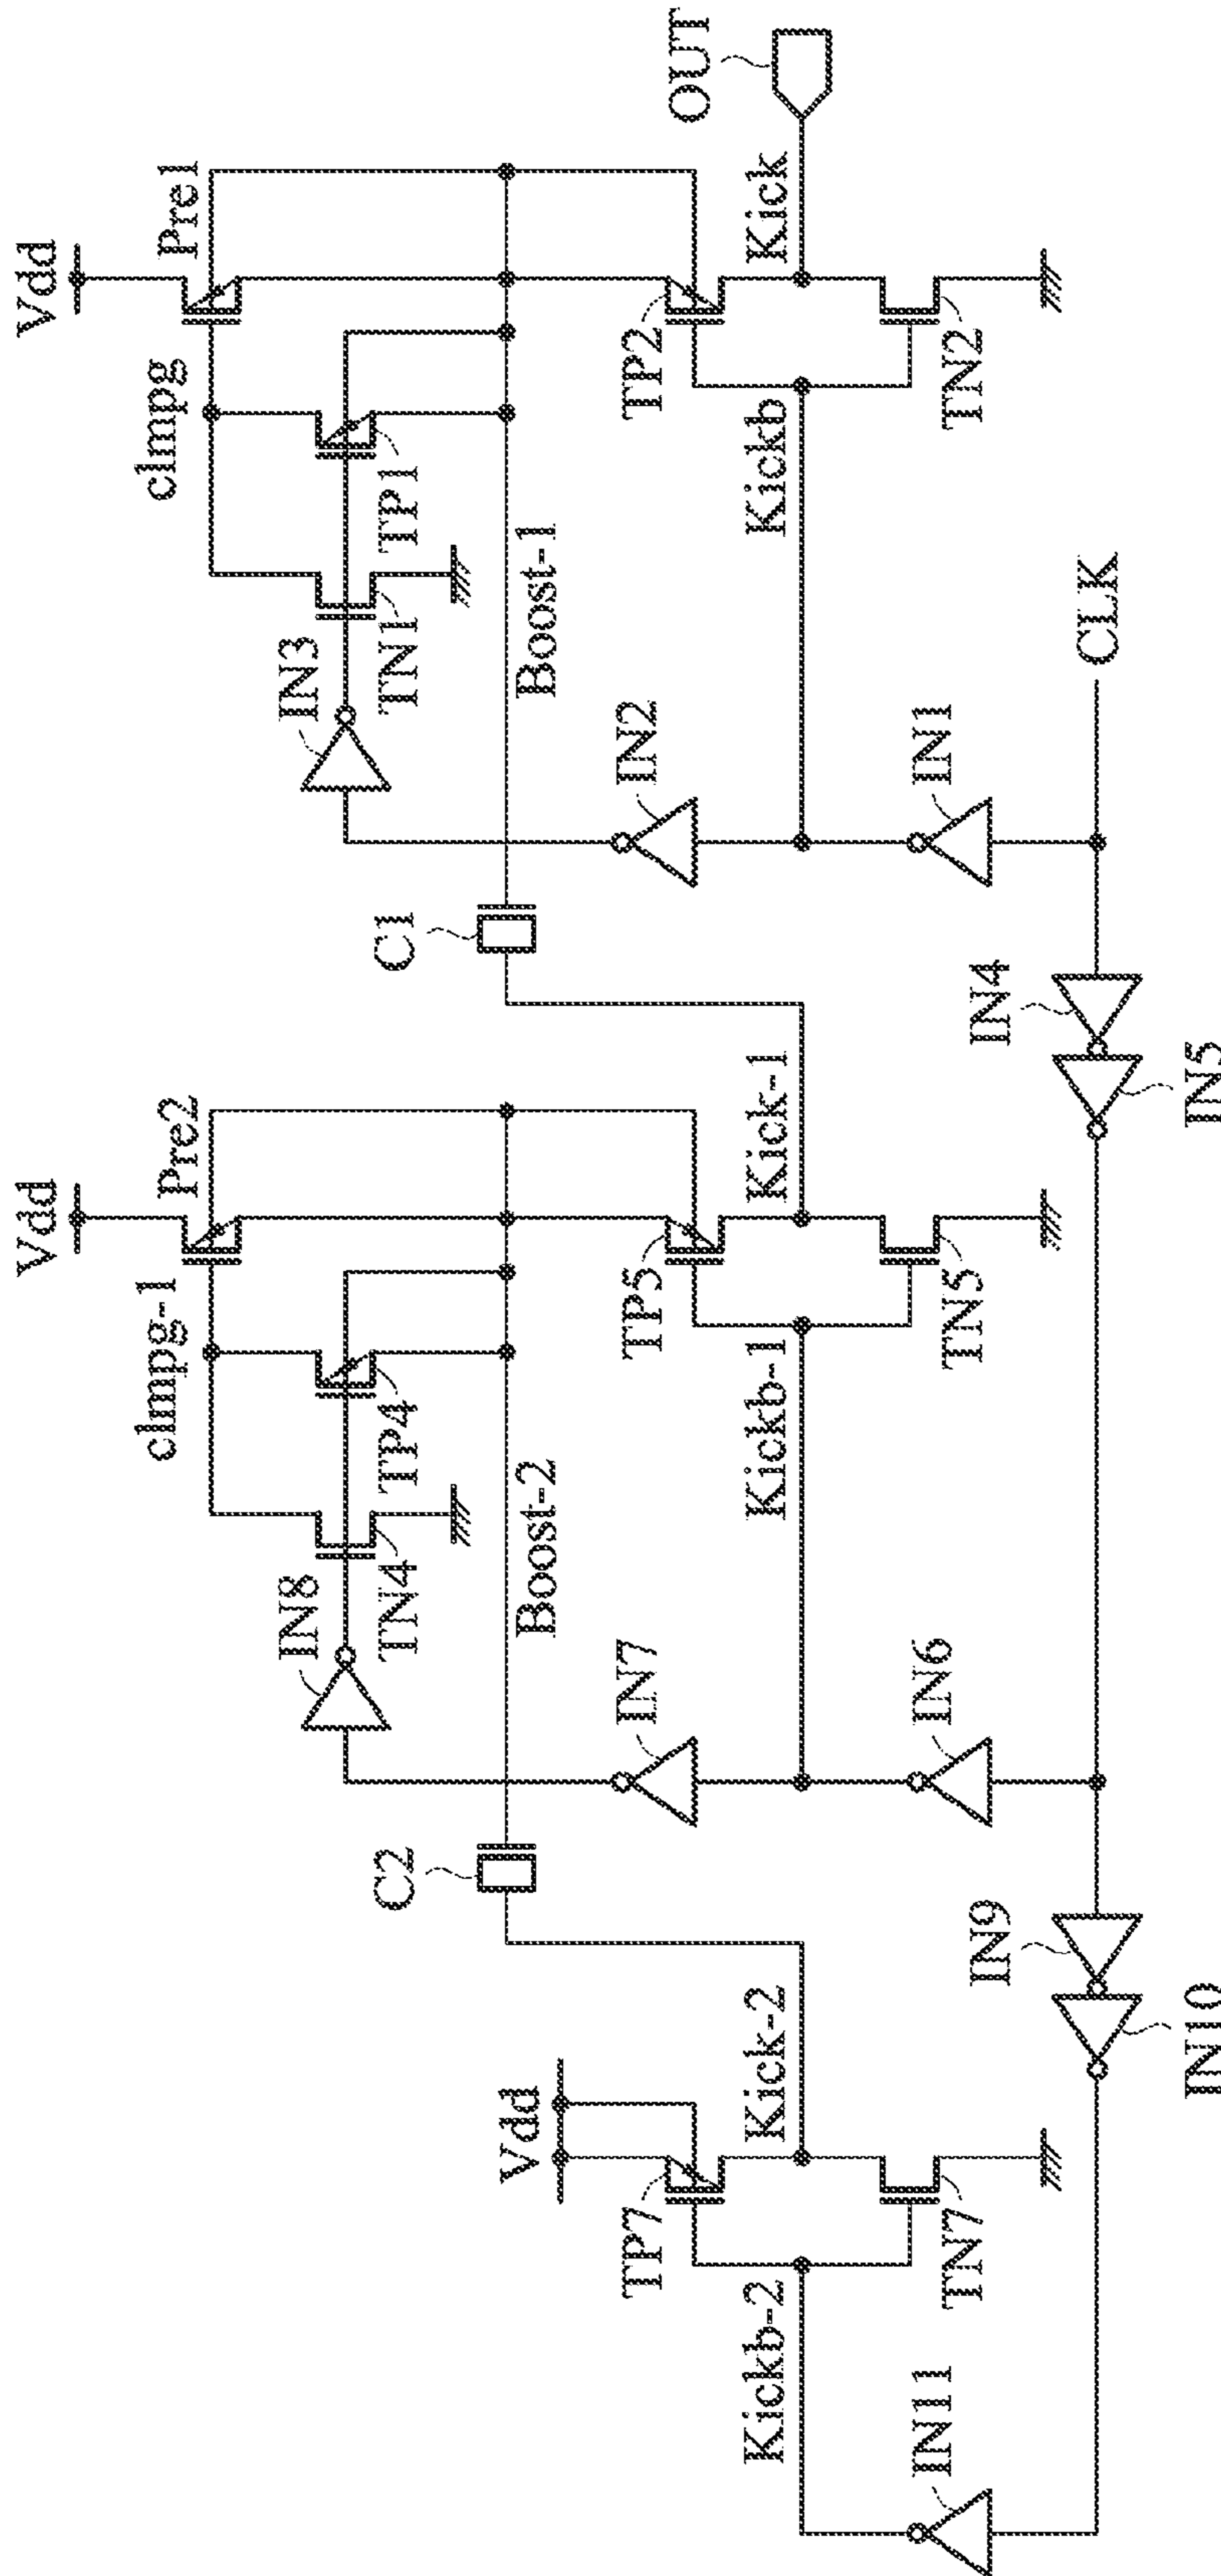 Vdd
Pre1
clmpg
OUT
IN3
TN1
TP1
TP2
Kick
Boost-1
Kickb
TN2
C1
IN2
IN1
CLK
IN4
IN5
Vdd
Pre2
clmpg-1
IN8
TN4
TP4
TP5
Kick-1
Boost-2
Kickb-1
TN5
C2
IN7
IN6
IN9
IN10
Vdd
TP7
Kick-2
Kickb-2
TN7
IN11